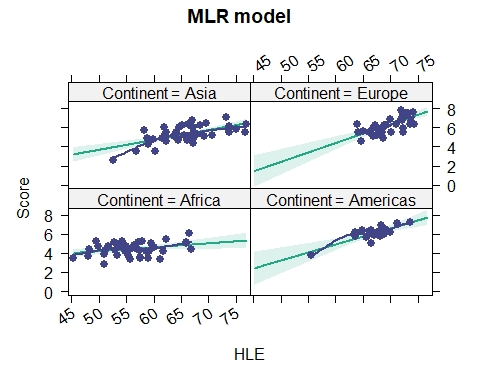 MLR model
45 50 55 60 65 70 75
Continent = Asia Continent = Europe
8
6
4
2
0
Score
Continent = Africa Continent = Americas
8
6
4
2
0
45 50 55 60 65 70 75
HLE